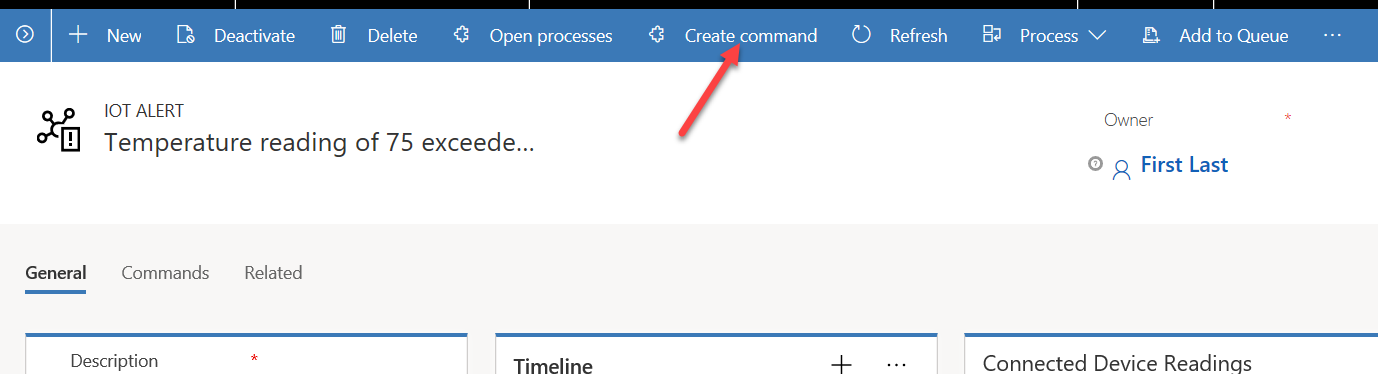 New Deactivate Delete Open processes Create command Refresh Process Add to Queue ...
IOT ALERT
Temperature reading of 75 exceede...
Owner *
First Last
General Commands Related
Description *
Timeline + ...
Connected Device Readings